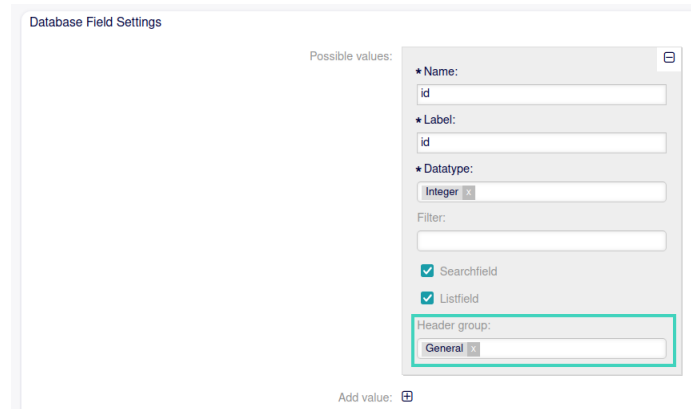 Database Field Settings
Possible values:
★ Name:
id
★ Label:
id
★ Datatype:
Integer x
Filter:
Searchfield
Listfield
Header group:
General x
Add value: